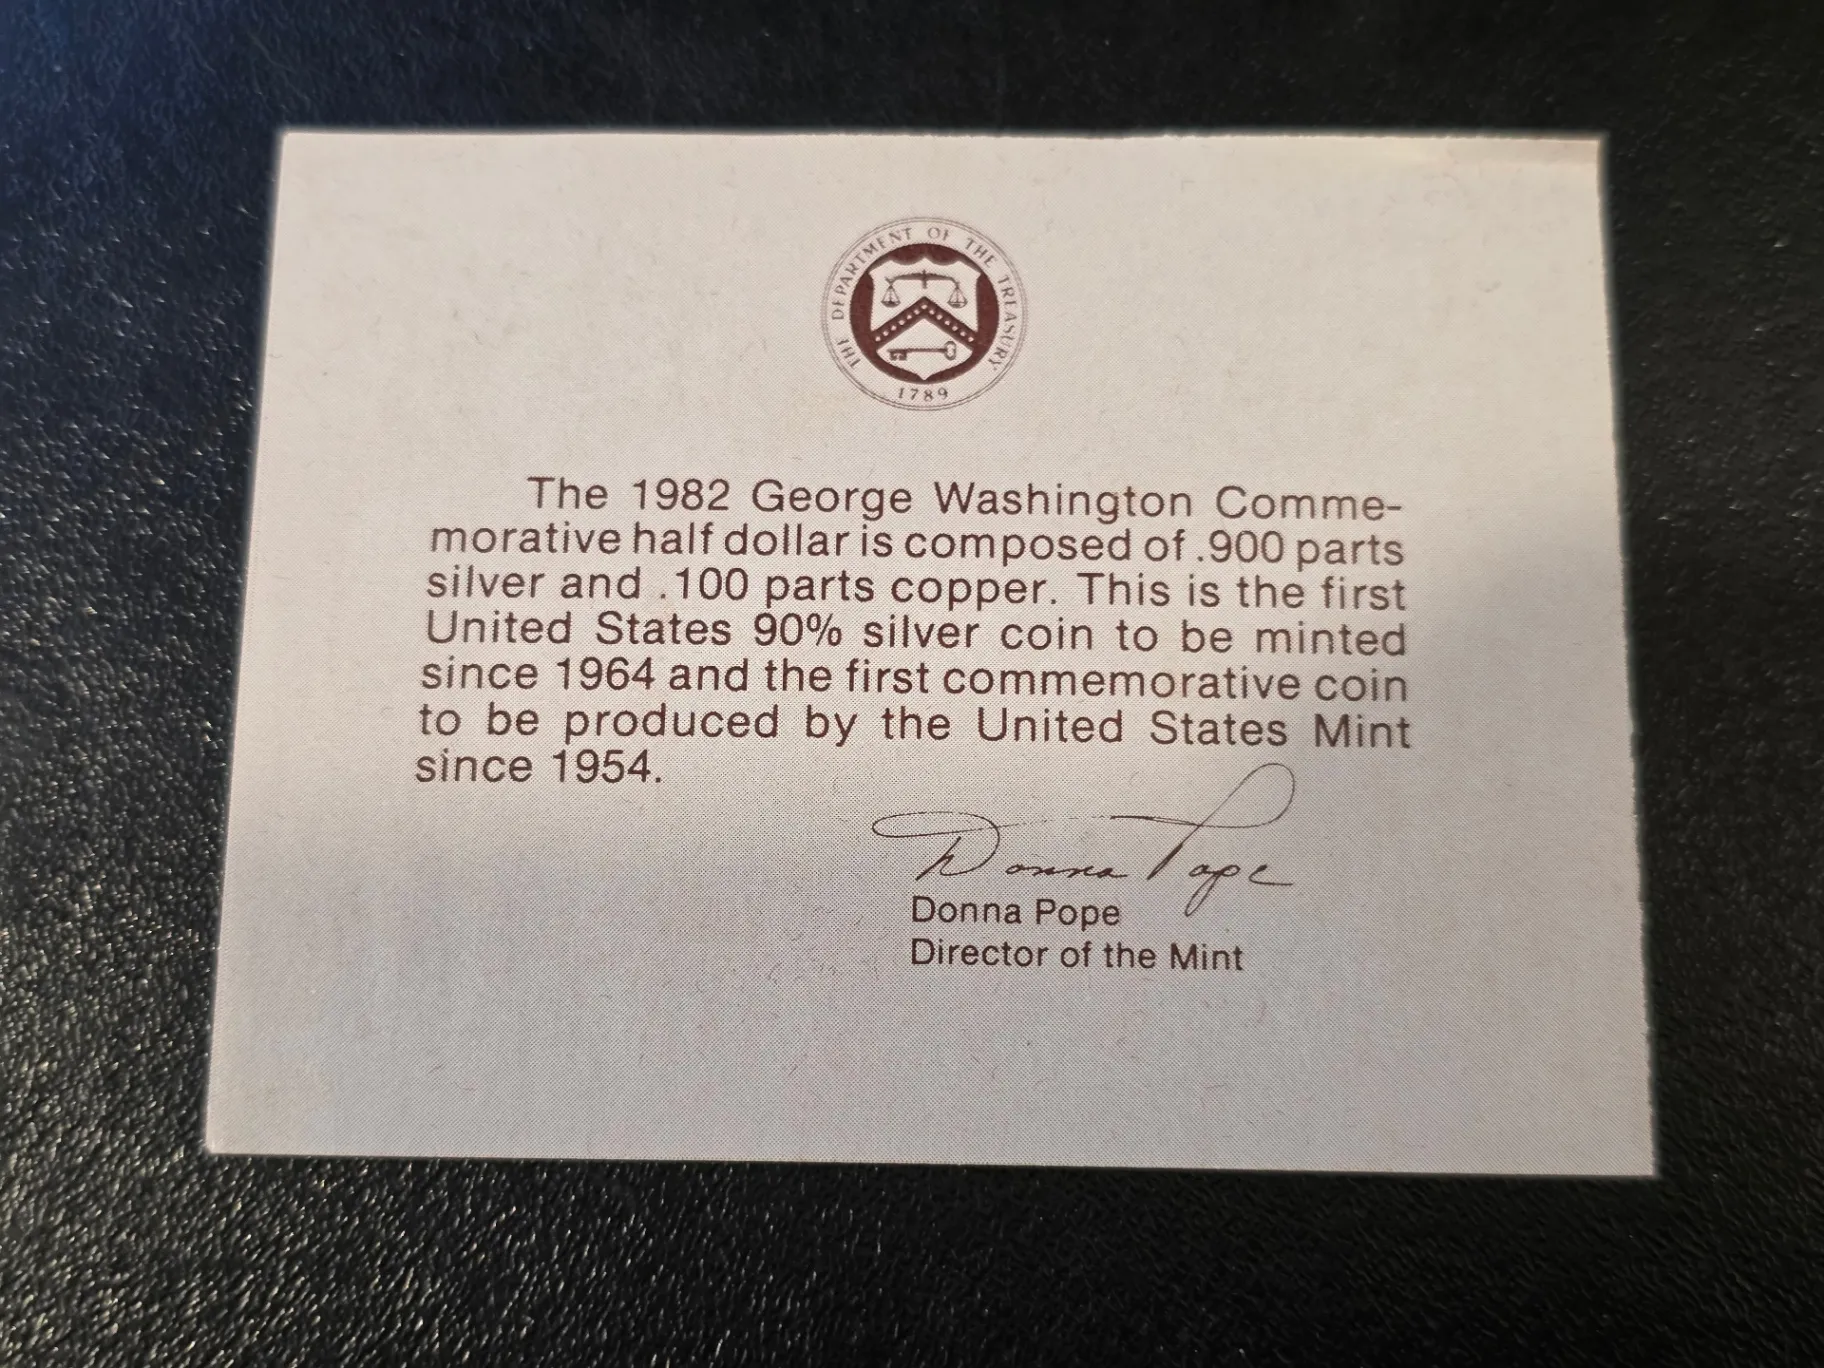 THE DEPARTMENT OF THE TREASURY
1789
The 1982 George Washington Comme-
morative half dollar is composed of .900 parts
silver and .100 parts copper. This is the first
United States 90% silver coin to be minted
since 1964 and the first commemorative coin
to be produced by the United States Mint
since 1954.
Donna Pope
Donna Pope
Director of the Mint